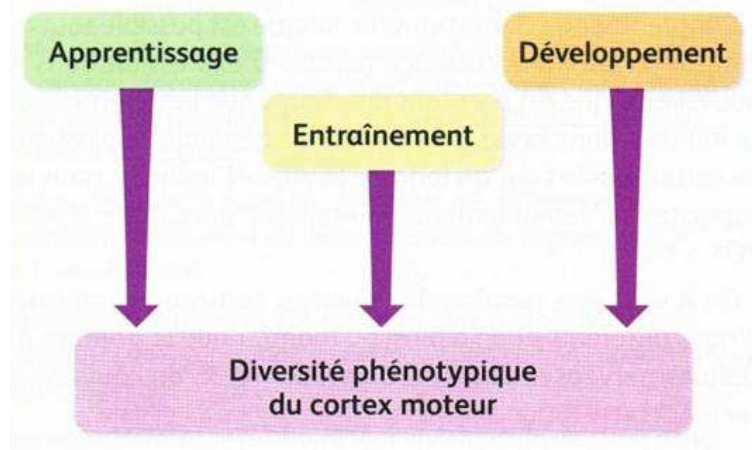 Apprentissage
Développement
Entraînement
Diversité phénotypique
du cortex moteur